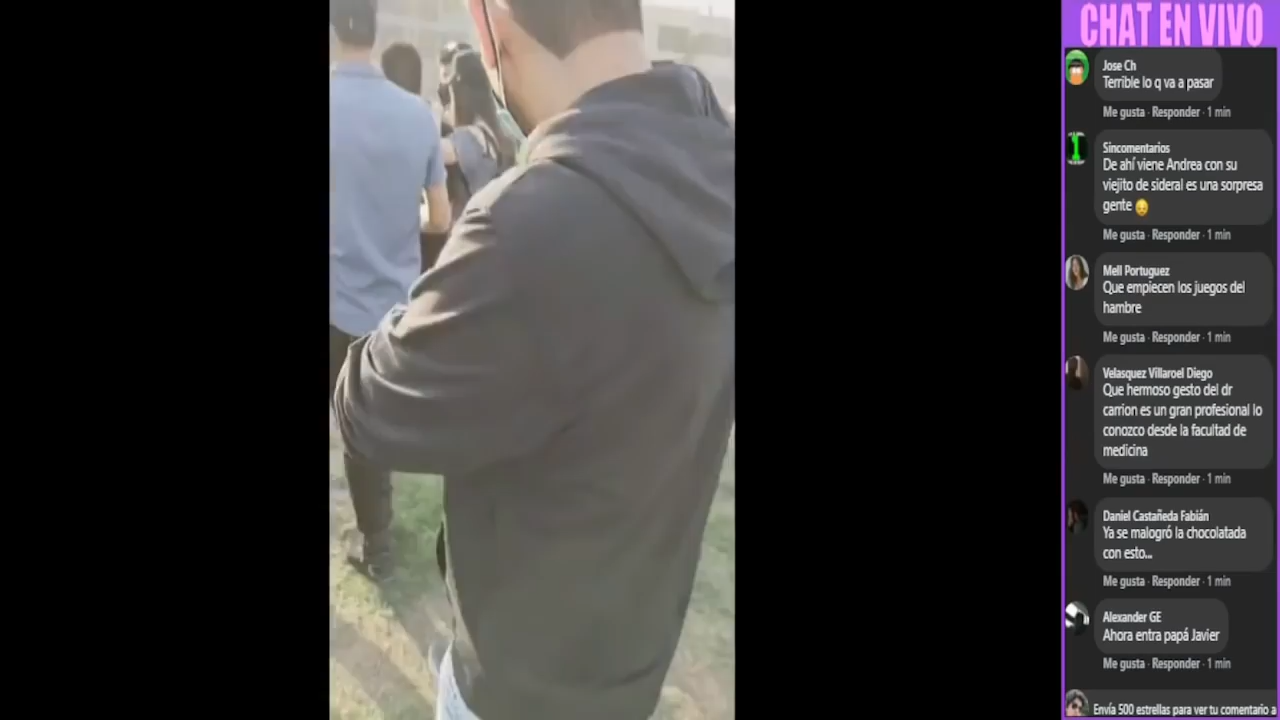 CHAT EN VIVO
Jose Ch
Terrible lo q va a pasar
Me gusta · Responder · 1 min
Sincomentarios
De ahí viene Andrea con su
viejito de sideral es una sorpresa
gente 😟
Me gusta · Responder · 1 min
Mell Portuguez
Que empiecen los juegos del
hambre
Me gusta · Responder · 1 min
Velasquez Villaroel Diego
Que hermoso gesto del dr
carrion es un gran profesional lo
conozco desde la facultad de
medicina
Me gusta · Responder · 1 min
Daniel Castañeda Fabián
Ya se malogró la chocolatada
con esto...
Me gusta · Responder · 1 min
Alexander GE
Ahora entra papá Javier
Me gusta · Responder · 1 min
Envía 500 estrellas para ver tu comentario a